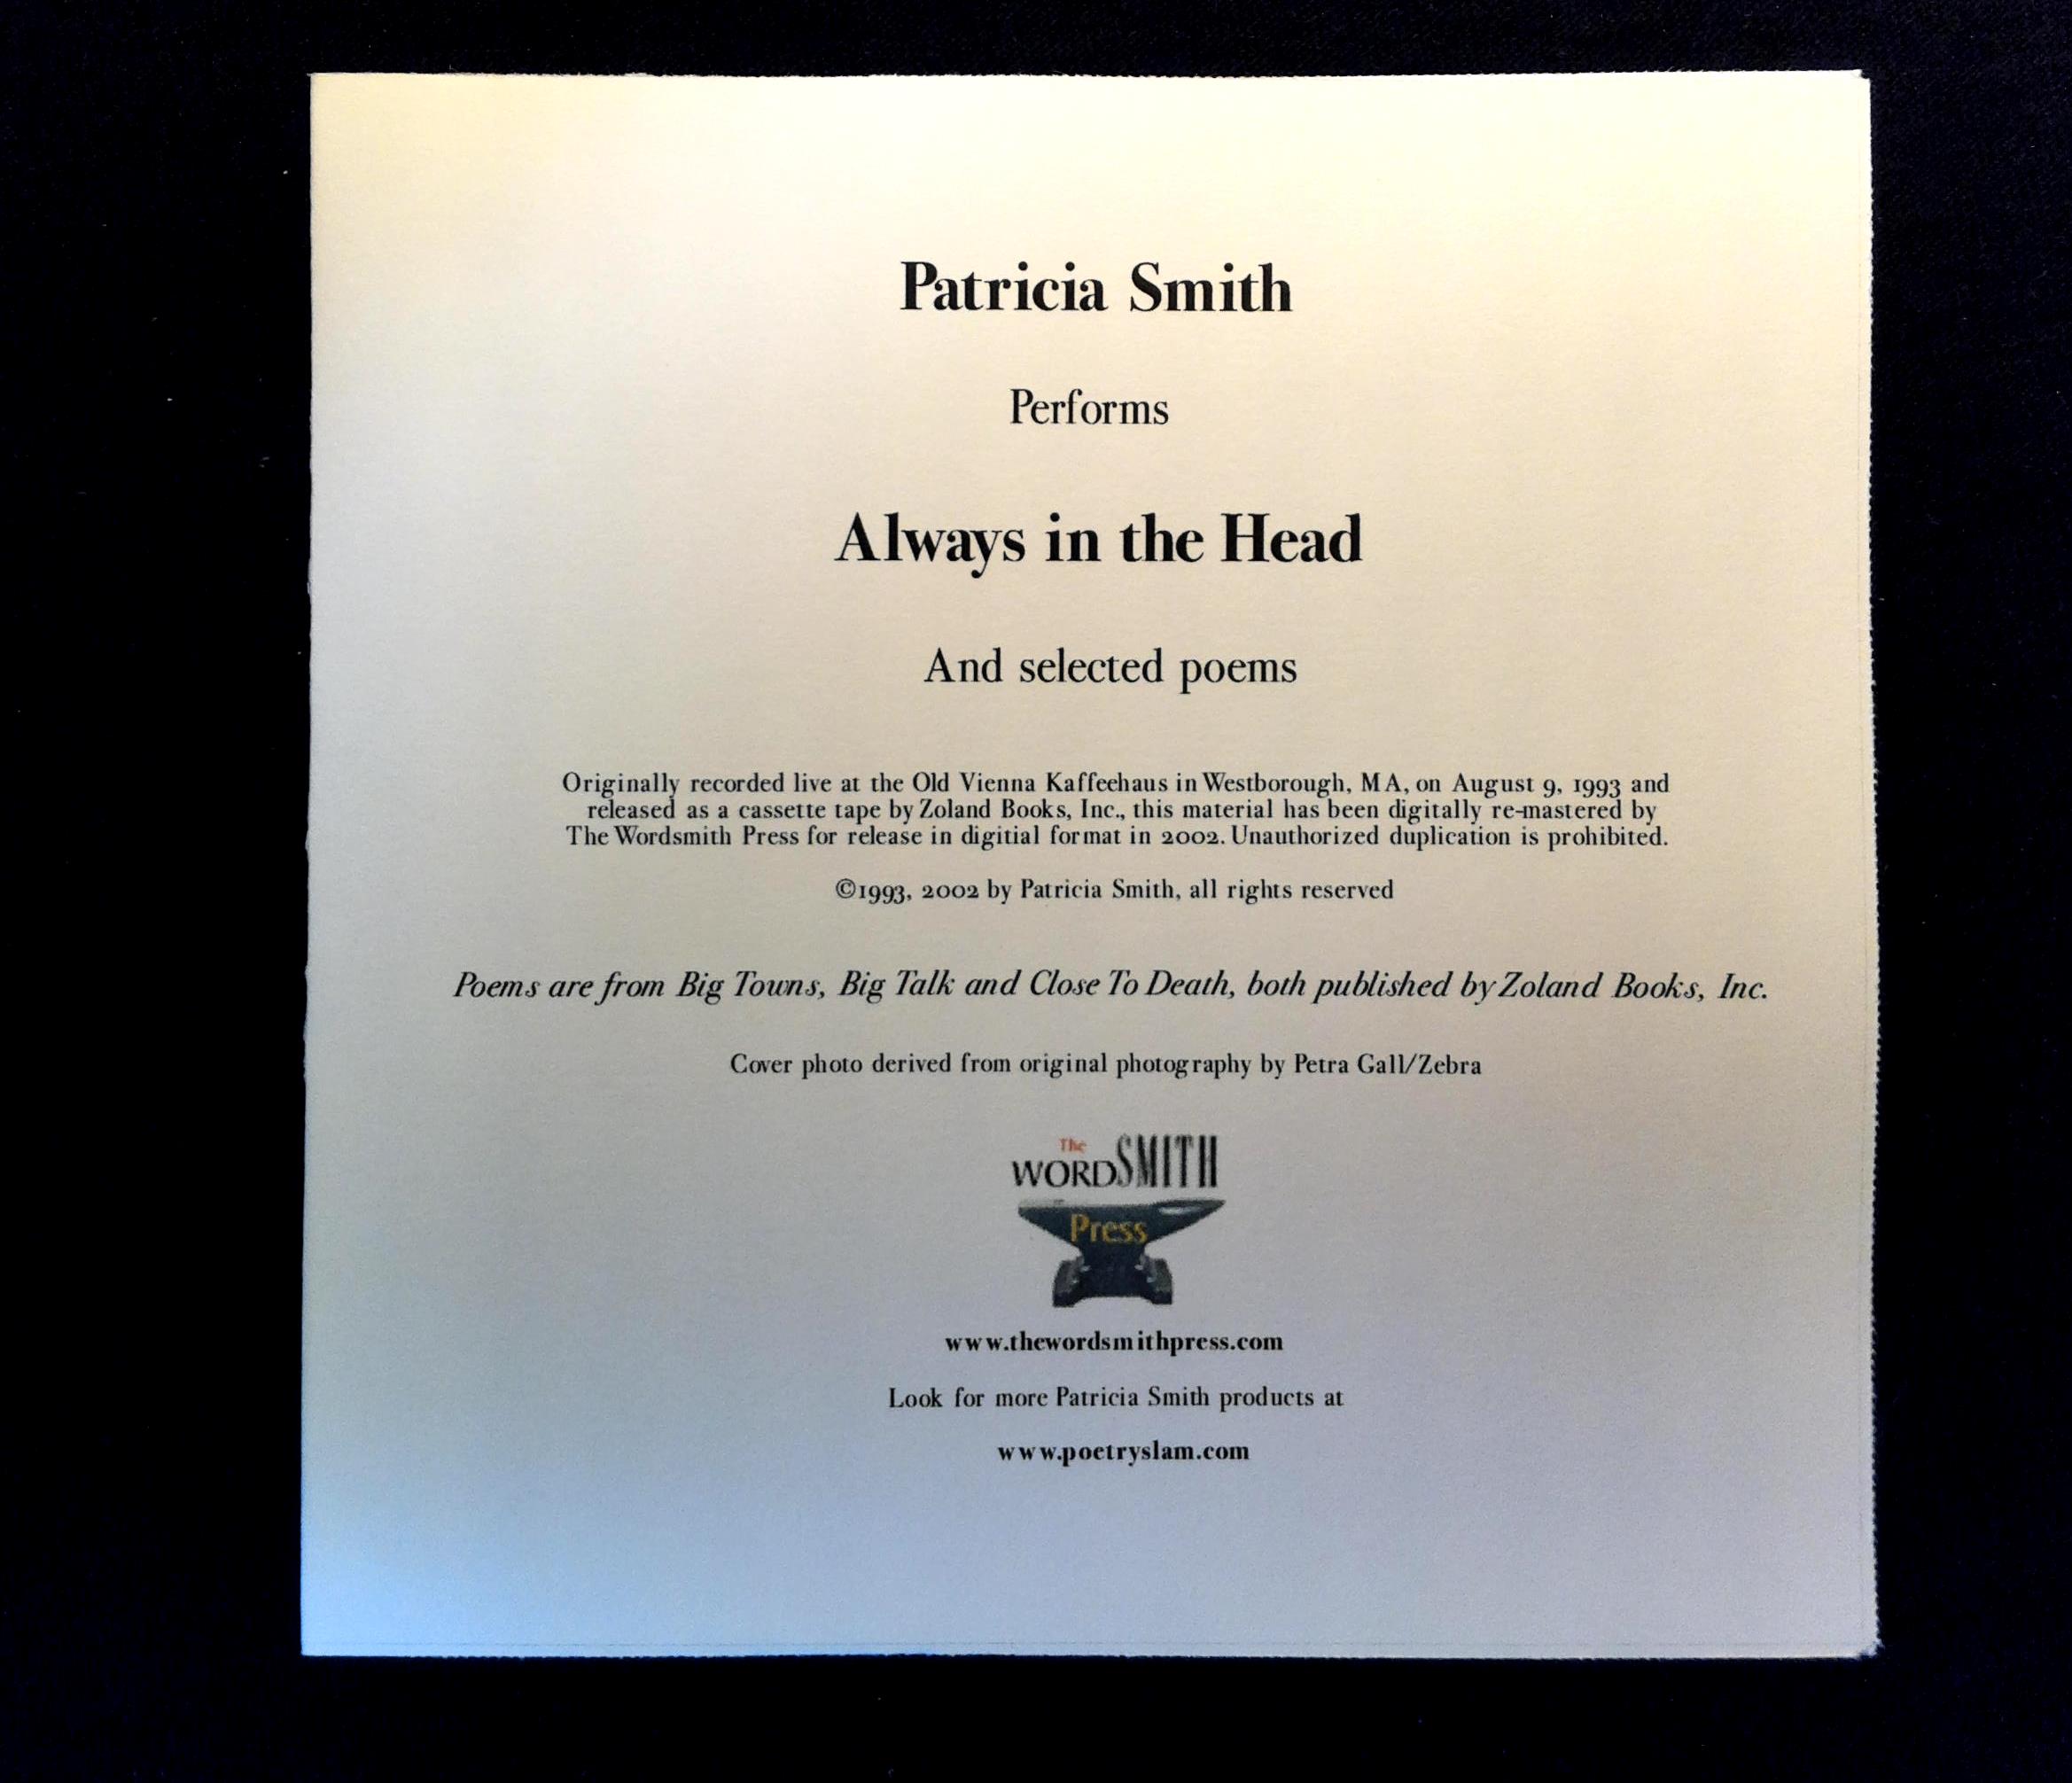 Patricia Smith
Performs
Always in the Head
And selected poems
Originally recorded live at the Old Vienna Kaffeehaus in Westborough, MA, on August 9, 1993 and
released as a cassette tape by Zoland Books, Inc., this material has been digitally re-mastered by
The Wordsmith Press for release in digitial format in 2002. Unauthorized duplication is prohibited.
©1993, 2002 by Patricia Smith, all rights reserved
Poems are from Big Towns, Big Talk and Close To Death, both published by Zoland Books, Inc.
Cover photo derived from original photography by Petra Gall/Zebra
The
WORDSMITH
Press
www.thewordsmithpress.com
Look for more Patricia Smith products at
www.poetryslam.com